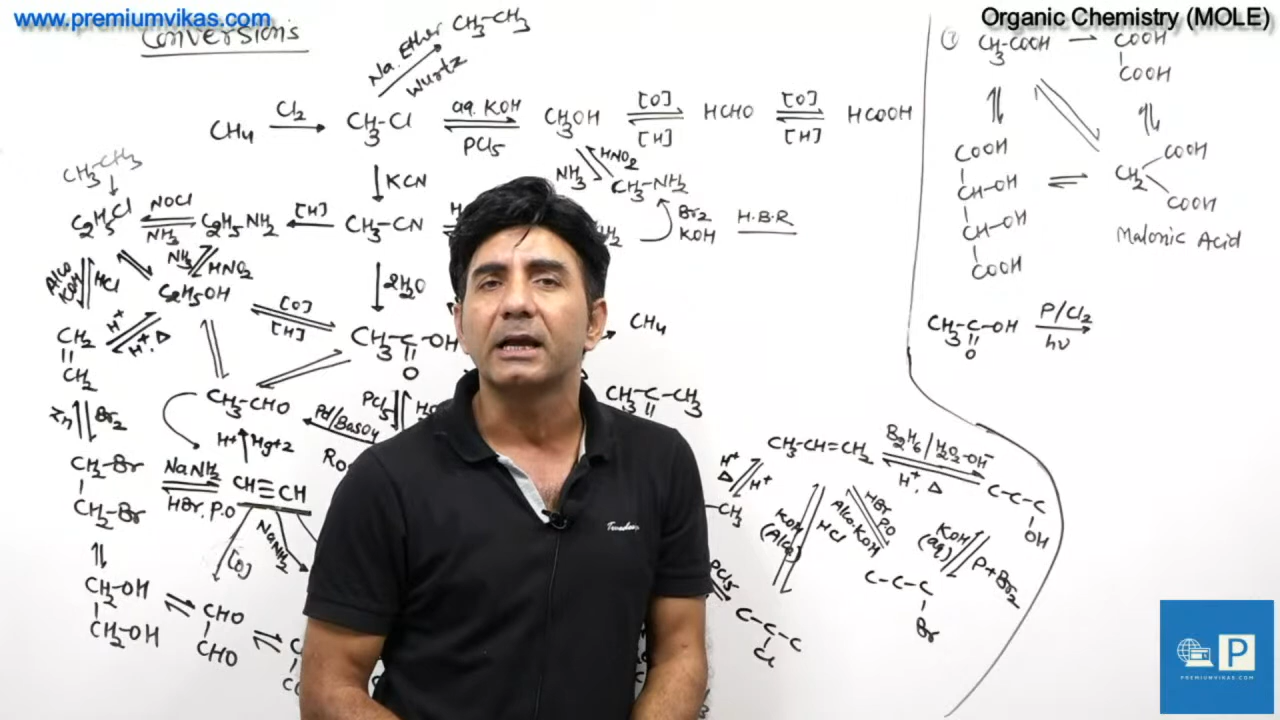 www.premiumvikas.com
Organic Chemistry (MOLE)
Conversions
Na. Ether CH3-CH3
Wurtz
CH4 Cl2 CH3-Cl aq. KOH CH3OH [O] HCHO [O] HCOOH
PCl5 [H] [H]
KCN
NH3 HNO2
CH3-NH2
Br2 H.B.R
KOH
CH3-CH3
C2H5Cl NOCl C2H5NH2 [H] CH3-CN
NH3
Alco KOH HCl
NH3 HNO2
C2H5OH [O]
[H]
2H2O
CH3-C-OH
O
CH4
CH2
CH2
H+
H+. Δ
CH3-CHO
Pd/BaSO4
PCl5
CH3-C-CH3
Zn Br2
H+ Hg+2
CH2-Br NaNH2 CH≡CH
CH2-Br HBr. P.O
[O] NaNH2
CH2-OH CHO
CH2-OH CHO
H+
Δ H+
CH3-CH=CH2 B2H6/H2O2-OH-
H+. Δ
C-C-C
OH
-CH3
KOH (Alco) HCl
HBr P.O
Alco. KOH
KOH (aq) P+Br2
C-C-C
Br
PCl5
C-C-C
Cl
CH3-COOH COOH
COOH
COOH
CH-OH
CH-OH
COOH
CH2 COOH
COOH
Malonic Acid
CH3-C-OH P/Cl2
O hν
P
PREMIUMVIKAS.COM